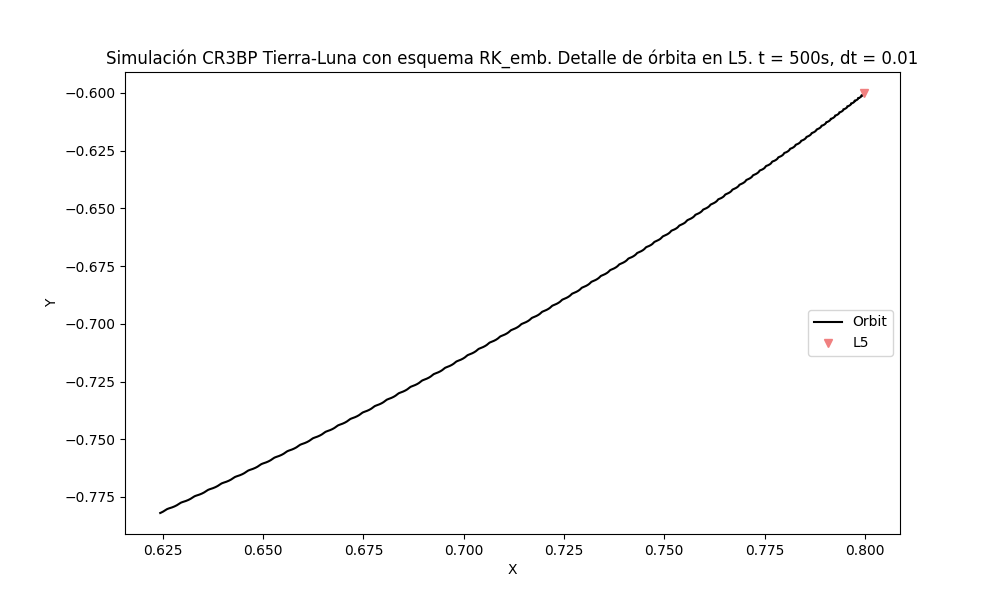 Simulación CR3BP Tierra-Luna con esquema RK_emb. Detalle de órbita en L5. t = 500s, dt = 0.01
−0.600
−0.625
−0.650
−0.675
−0.700
−0.725
−0.750
−0.775
Y
Orbit
L5
0.625 0.650 0.675 0.700 0.725 0.750 0.775 0.800
X